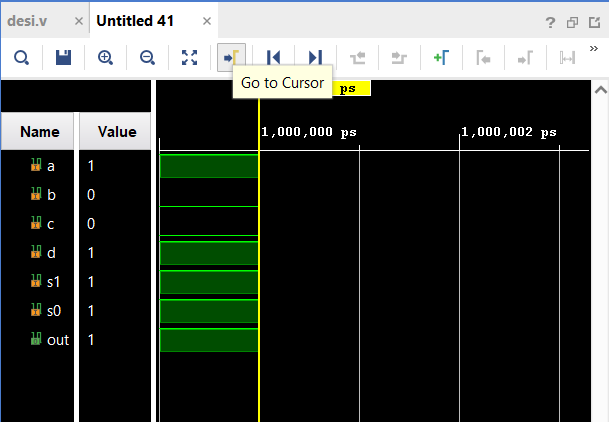 desi.v × Untitled 41 ×
? 
»
Go to Cursor
ps
Name Value
1,000,000 ps 1,000,002 ps
a 1
b 0
c 0
d 1
s1 1
s0 1
out 1